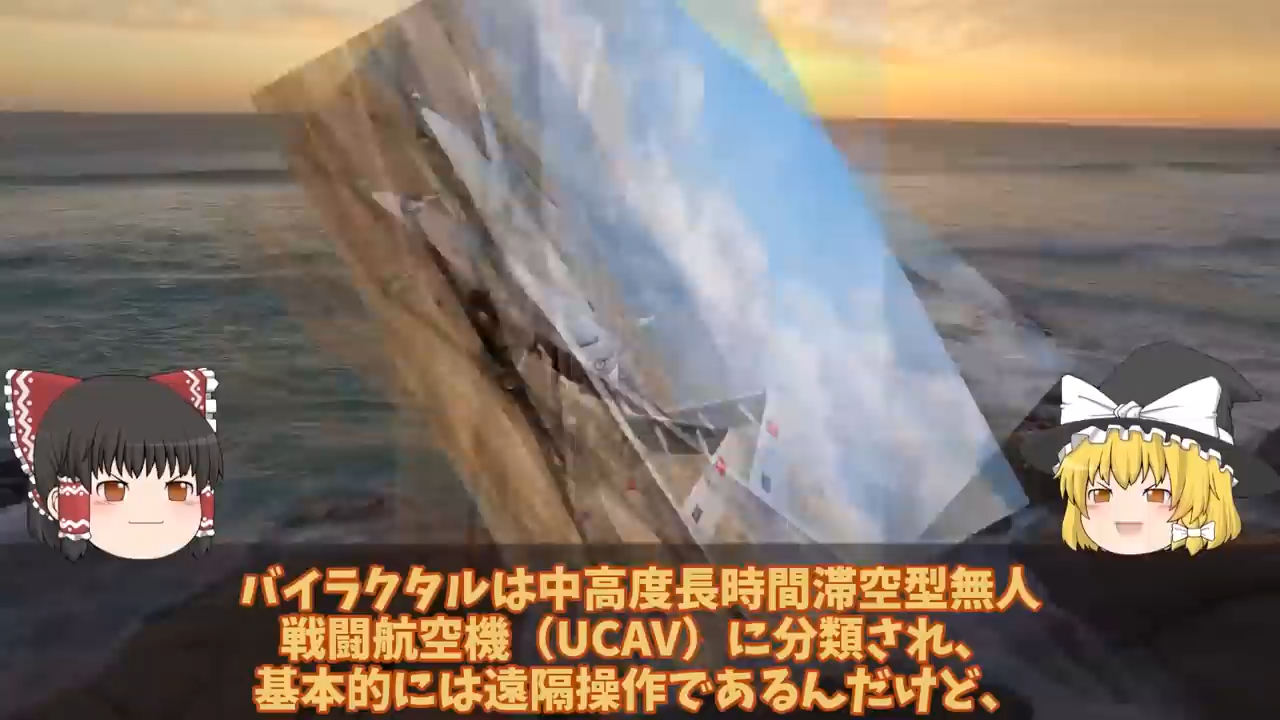 バイラクタルは中高度長時間滞空型無人
戦闘航空機（UCAV）に分類され、
基本的には遠隔操作であるんだけど、